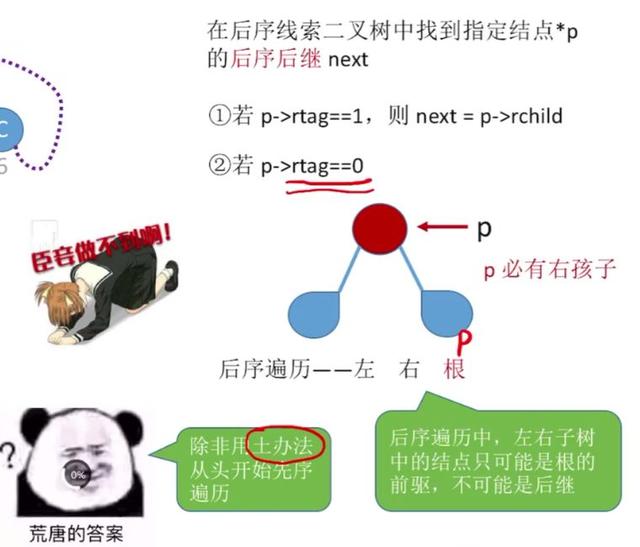 在后序线索二叉树中找到指定结点*p
的后序后继 next
①若 p->rtag==1，则 next = p->rchild
②若 p->rtag==0
C
6
臣妾做不到啊！
p
p 必有右孩子
P
后序遍历——左 右 根
除非用土办法
从头开始先序
遍历
后序遍历中，左右子树
中的结点只可能是根的
前驱，不可能是后继
?
0%
荒唐的答案